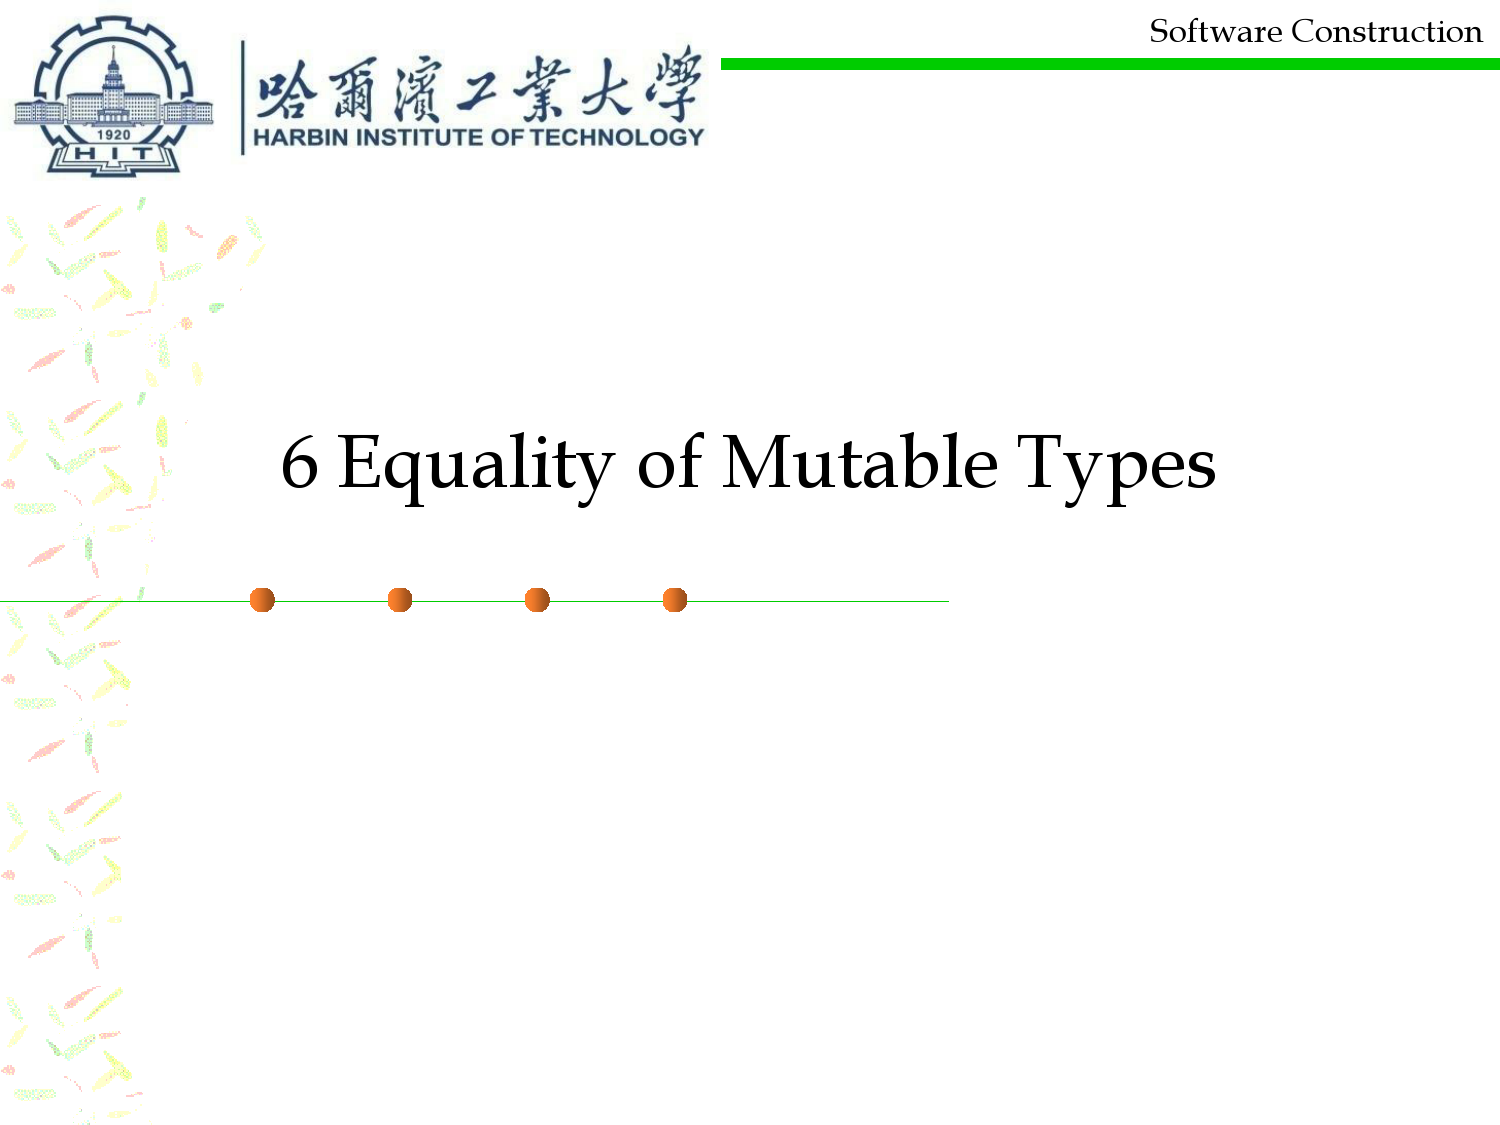 Software Construction
哈爾濱工業大學
HARBIN INSTITUTE OF TECHNOLOGY
1920
HIT
6 Equality of Mutable Types